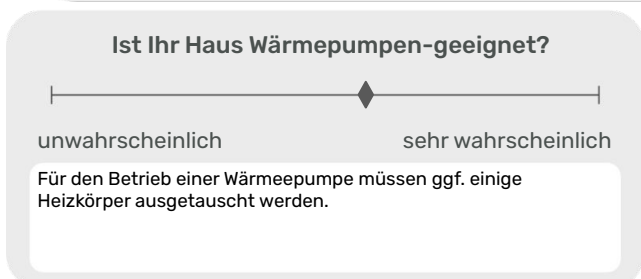 Ist Ihr Haus Wärmepumpen-geeignet?
unwahrscheinlich
sehr wahrscheinlich
Für den Betrieb einer Wärmeepumpe müssen ggf. einige
Heizkörper ausgetauscht werden.